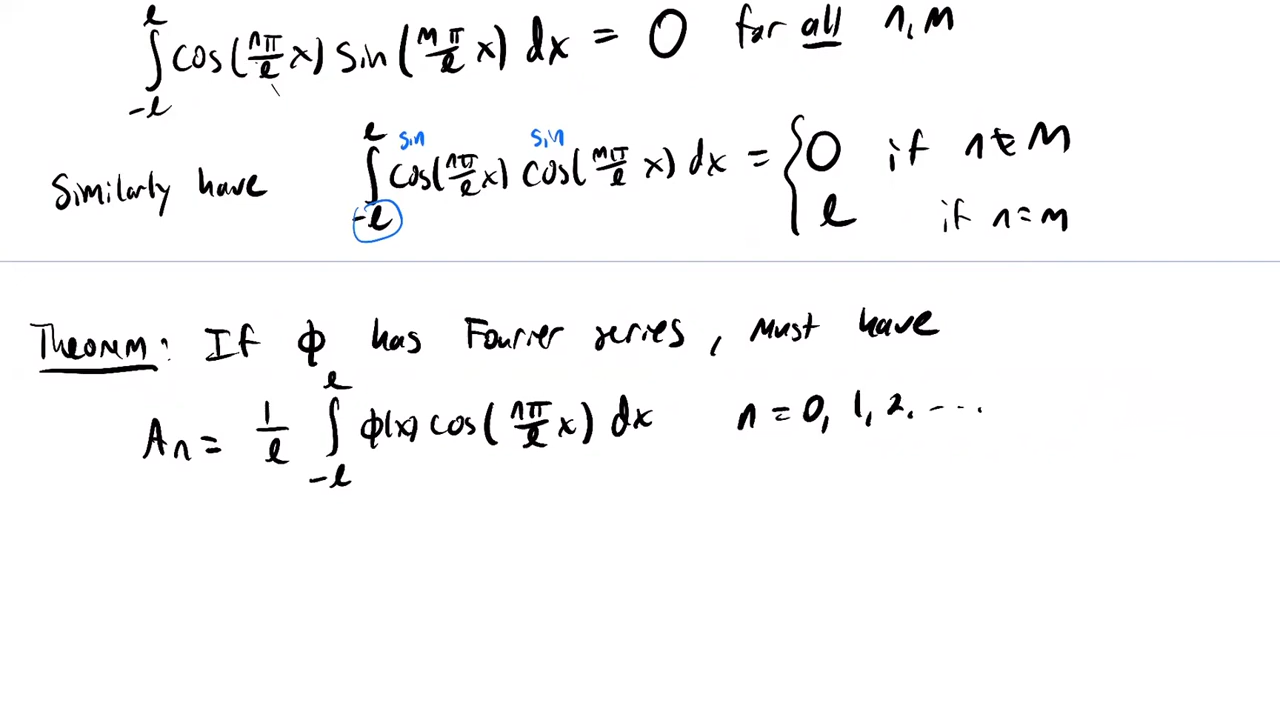 ∫_{-ℓ}^{ℓ} cos(nπ/ℓ x) sin(mπ/ℓ x) dx = 0 for all n, m
Similarly have ∫_{-ℓ}^{ℓ} cos(nπ/ℓ x) cos(mπ/ℓ x) dx = { 0 if n ≠ m
sin sin
ℓ if n = m
Theorem: If ϕ has Fourier series, must have
An = 1/ℓ ∫_{-ℓ}^{ℓ} ϕ(x) cos(nπ/ℓ x) dx n = 0, 1, 2, ...